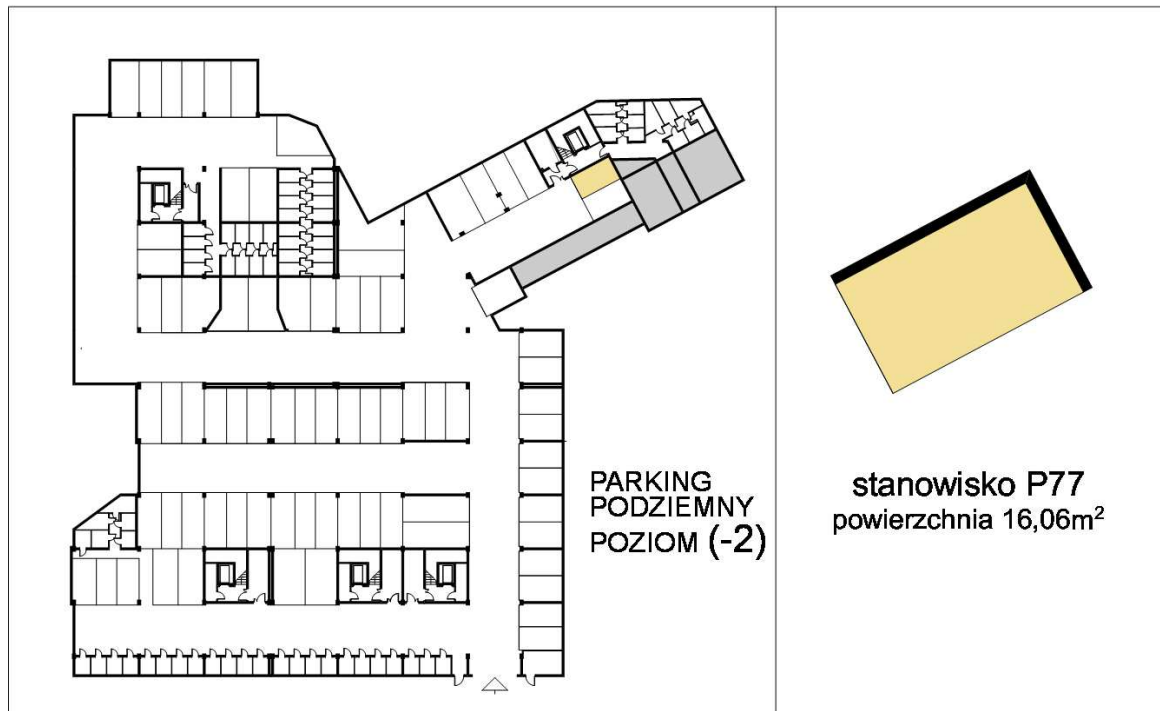 PARKING
PODZIEMNY
POZIOM (-2)
stanowisko P77
powierzchnia 16,06m²